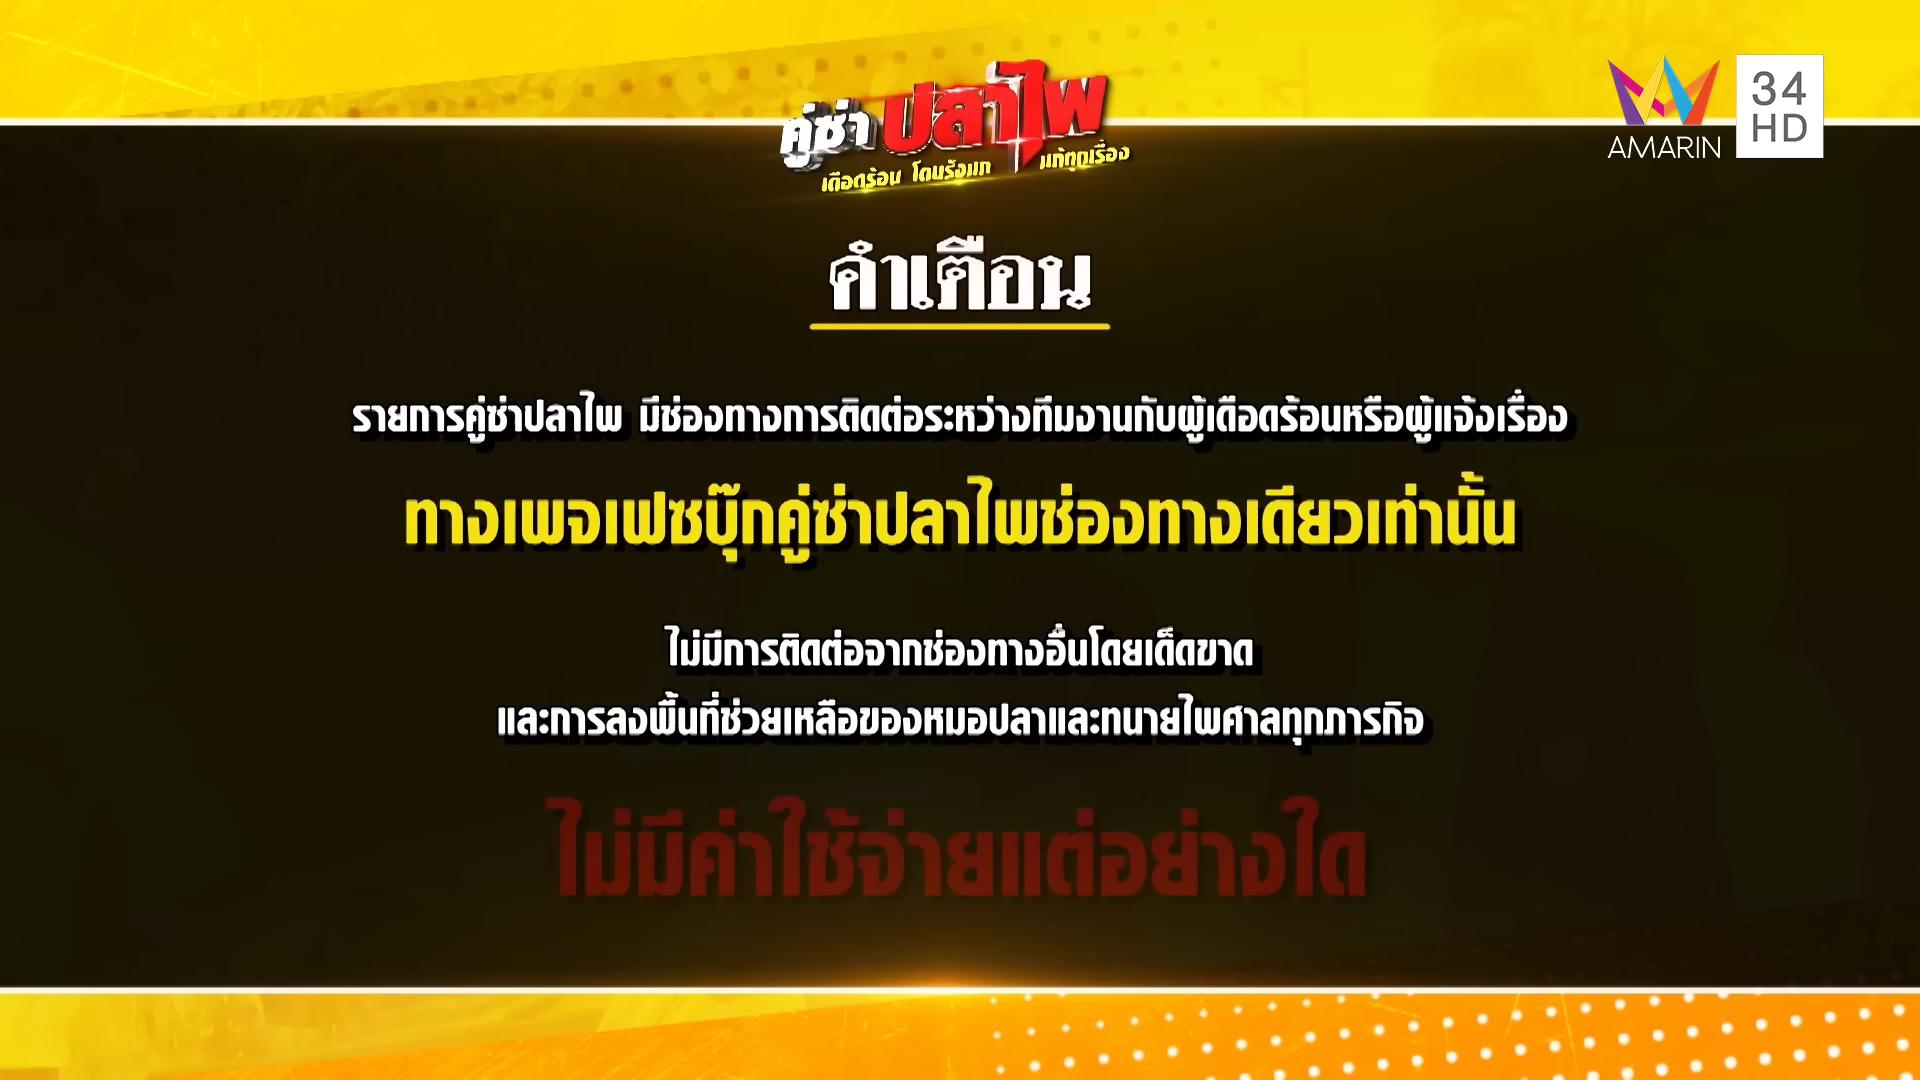 คู่ซ่า ปลาไพ
เดือดร้อน โดนรังแก แก้ทุกเรื่อง
AMARIN
34
HD
คำเตือน
รายการคู่ซ่าปลาไพ มีช่องทางการติดต่อระหว่างทีมงานกับผู้เดือดร้อนหรือผู้แจ้งเรื่อง
ทางเพจเฟซบุ๊กคู่ซ่าปลาไพช่องทางเดียวเท่านั้น
ไม่มีการติดต่อจากช่องทางอื่นโดยเด็ดขาด
และการลงพื้นที่ช่วยเหลือของหมอปลาและทนายไพศาลทุกภารกิจ
ไม่มีค่าใช้จ่ายแต่อย่างใด